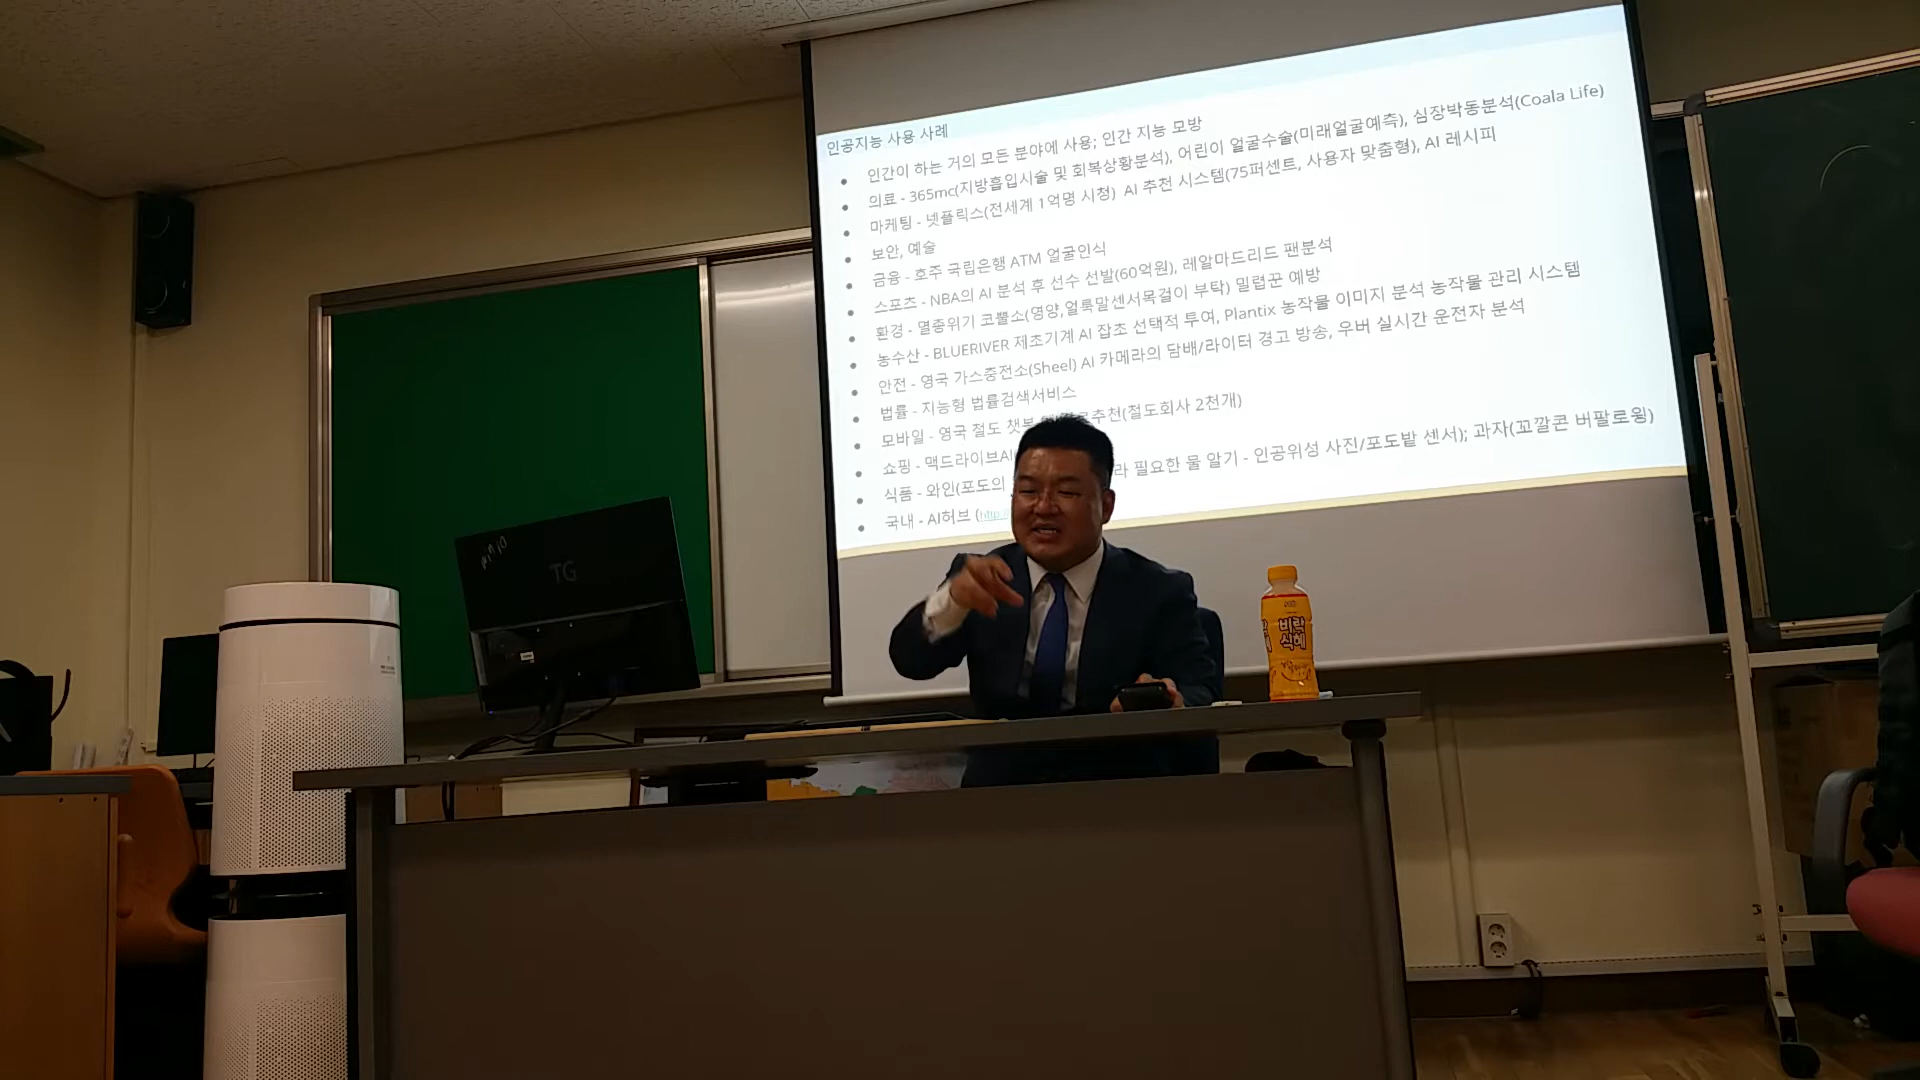 인공지능 사용 사례
인간이 하는 거의 모든 분야에 사용; 인간 지능 모방
의료 - 365mc(지방흡입시술 및 회복상황분석), 어린이 얼굴수술(미래얼굴예측), 심장박동분석(Coala Life)
마케팅 - 넷플릭스(전세계 1억명 시청) AI 추천 시스템(75퍼센트, 사용자 맞춤형), AI 레시피
보안, 예술
금융 - 호주 국립은행 ATM 얼굴인식
스포츠 - NBA의 AI 분석 후 선수 선발(60억원), 레알마드리드 팬분석
환경 - 멸종위기 코뿔소(영양,얼룩말센서목걸이 부탁) 밀렵꾼 예방
농수산 - BLUERIVER 제초기계 AI 잡초 선택적 투여, Plantix 농작물 이미지 분석 농작물 관리 시스템
안전 - 영국 가스충전소(Sheel) AI 카메라의 담배/라이터 경고 방송, 우버 실시간 운전자 분석
법률 - 지능형 법률검색서비스
모바일 - 영국 철도 챗봇 추천(철도회사 2천개)
쇼핑 - 맥드라이브AI
식품 - 와인(포도의 라 필요한 물 알기 - 인공위성 사진/포도밭 센서); 과자(꼬깔콘 버팔로윙)
국내 - AI허브 (http:/
TG
비락
식혜